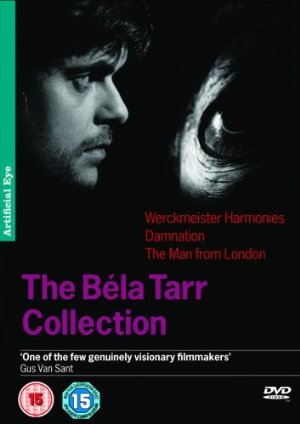 Artificial Eye
Werckmeister Harmonies
Damnation
The Man from London
The Béla Tarr
Collection
'One of the few genuinely visionary filmmakers'
Gus Van Sant
15
15
DVD
VIDEO